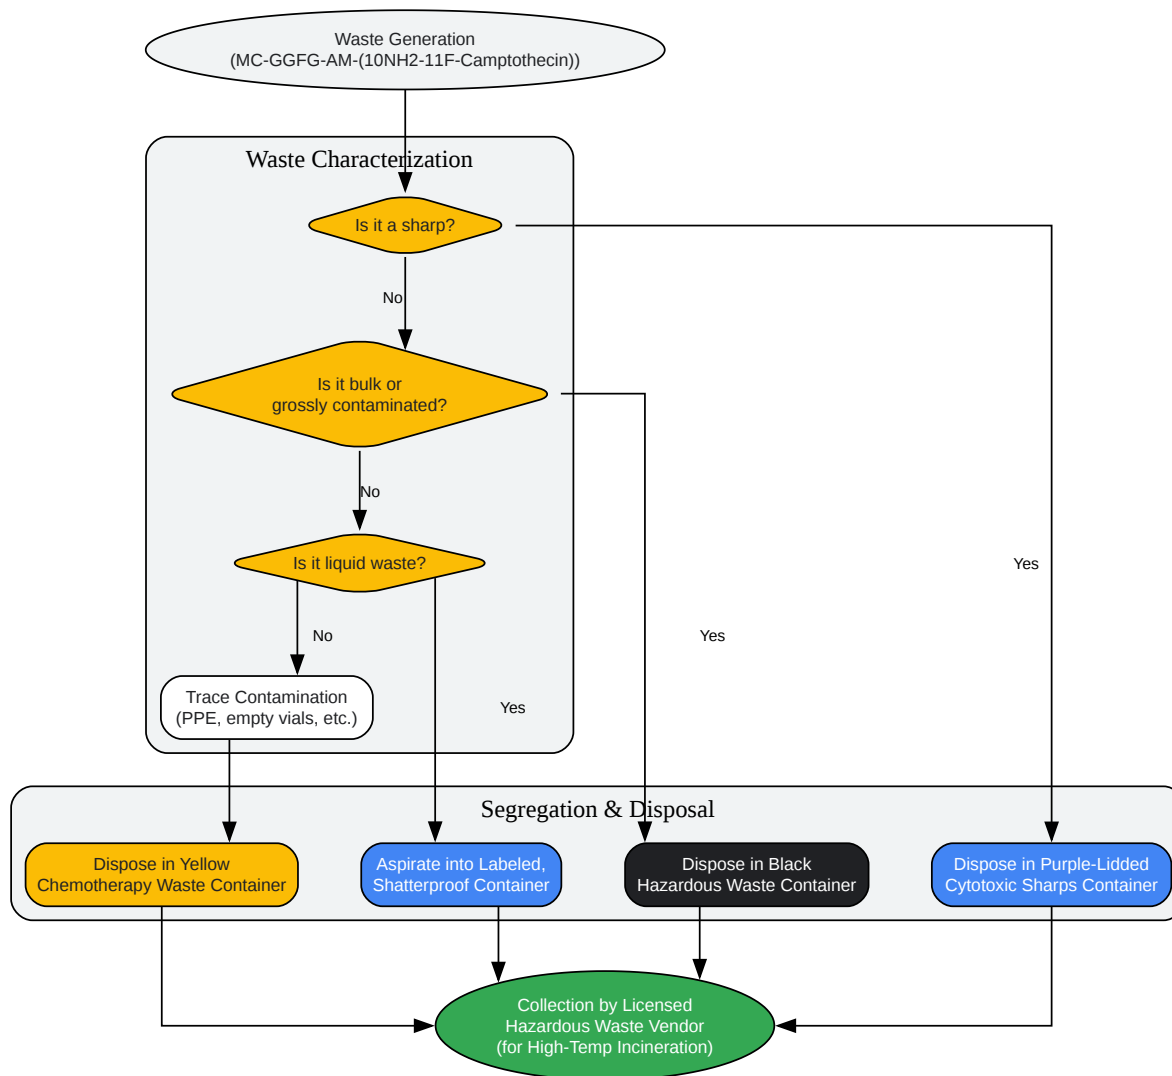 Waste Generation
(MC-GGFG-AM-(10NH2-11F-Camptothecin))
Waste Characterization
Is it a sharp?
No
Is it bulk or
grossly contaminated?
No
Is it liquid waste?
Yes
No
Yes
Trace Contamination
(PPE, empty vials, etc.)
Yes
Segregation & Disposal
Dispose in Yellow
Chemotherapy Waste Container
Aspirate into Labeled,
Shatterproof Container
Dispose in Black
Hazardous Waste Container
Dispose in Purple-Lidded
Cytotoxic Sharps Container
Collection by Licensed
Hazardous Waste Vendor
(for High-Temp Incineration)